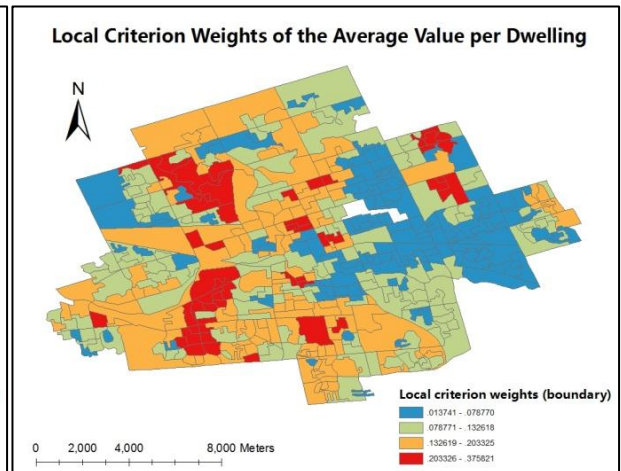 Local Criterion Weights of the Average Value per Dwelling
N
Local criterion weights (boundary)
.013741 - .078770
.078771 - .132618
.132619 - .203325
.203326 - .375821
0 2,000 4,000 8,000 Meters